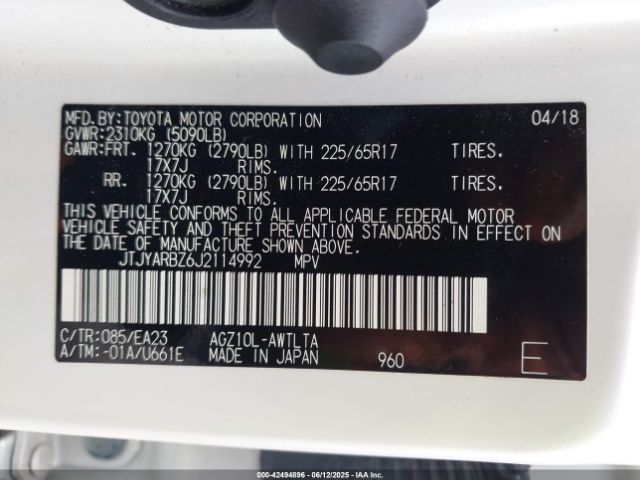 MFD.BY:TOYOTA MOTOR CORPORATION 04/18
GVWR:2310KG (5090LB)
GAWR:FRT. 1270KG (2790LB) WITH 225/65R17 TIRES.
17X7J RIMS.
RR. 1270KG (2790LB) WITH 225/65R17 TIRES.
17X7J RIMS.
THIS VEHICLE CONFORMS TO ALL APPLICABLE FEDERAL MOTOR
VEHICLE SAFETY AND THEFT PREVENTION STANDARDS IN EFFECT ON
THE DATE OF MANUFACTURE SHOWN ABOVE.
JTJYARBZ6J2114992 MPV
C/TR:085/EA23 AGZ10L-AWTLTA
A/TM:-01A/U661E MADE IN JAPAN 960 E
000-42494896 - 06/12/2025 - IAAI.com